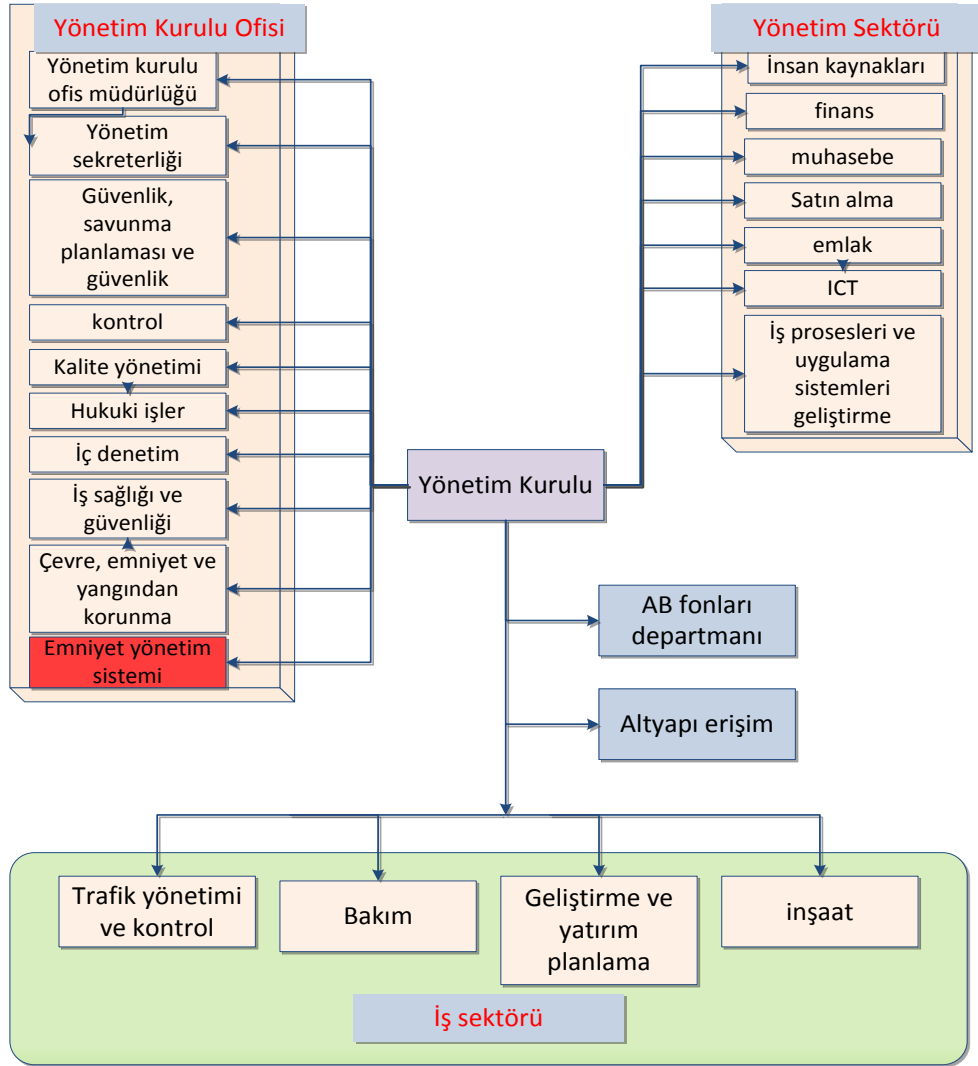 Yönetim Kurulu Ofisi
Yönetim kurulu
ofis müdürlüğü
Yönetim
sekreterliği
Güvenlik,
savunma
planlaması ve
güvenlik
kontrol
Kalite yönetimi
Hukuki işler
İç denetim
İş sağlığı ve
güvenliği
Çevre, emniyet ve
yangından
korunma
Emniyet yönetim
sistemi
Yönetim Sektörü
İnsan kaynakları
finans
muhasebe
Satın alma
emlak
ICT
İş prosesleri ve
uygulama
sistemleri
geliştirme
Yönetim Kurulu
AB fonları
departmanı
Altyapı erişim
Trafik yönetimi
ve kontrol
Bakım
Geliştirme ve
yatırım
planlama
inşaat
İş sektörü